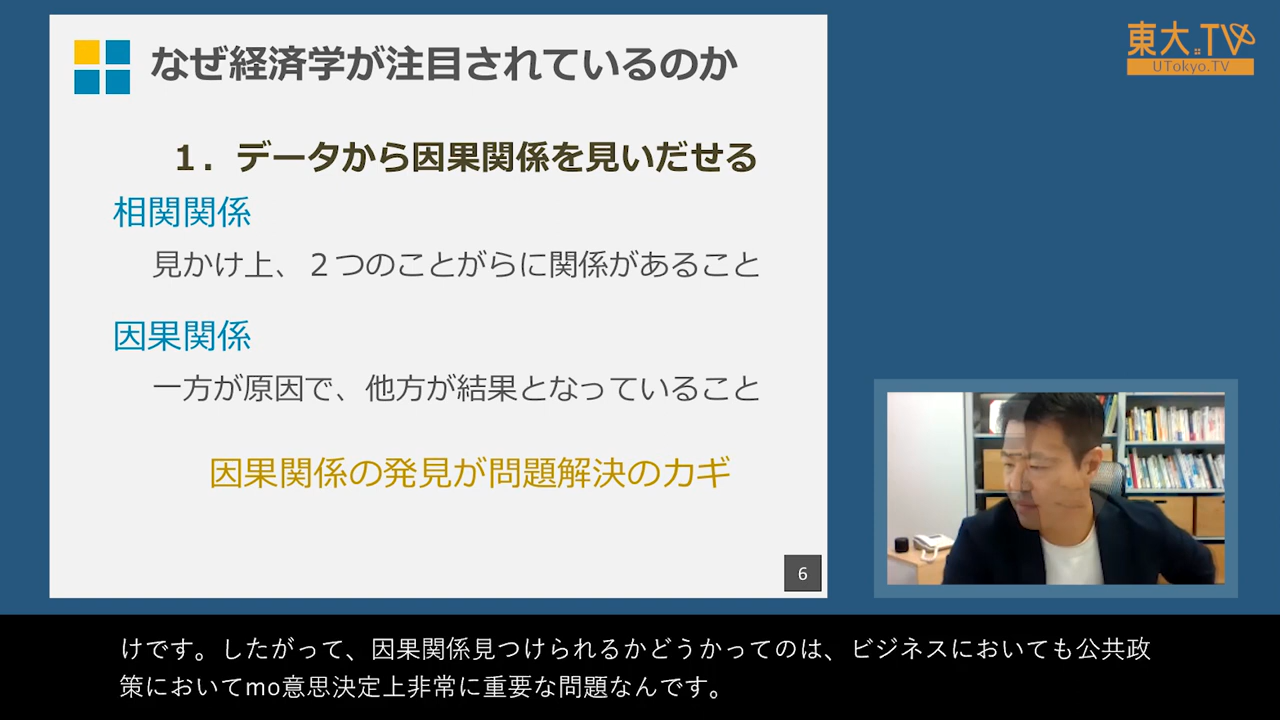 なぜ経済学が注目されているのか
東大.TV
UTokyo.TV
１．データから因果関係を見いだせる
相関関係
見かけ上、２つのことがらに関係があること
因果関係
一方が原因で、他方が結果となっていること
因果関係の発見が問題解決のカギ
6
けです。したがって、因果関係見つけられるかどうかってのは、ビジネスにおいても公共政
策においてmo意思決定上非常に重要な問題なんです。